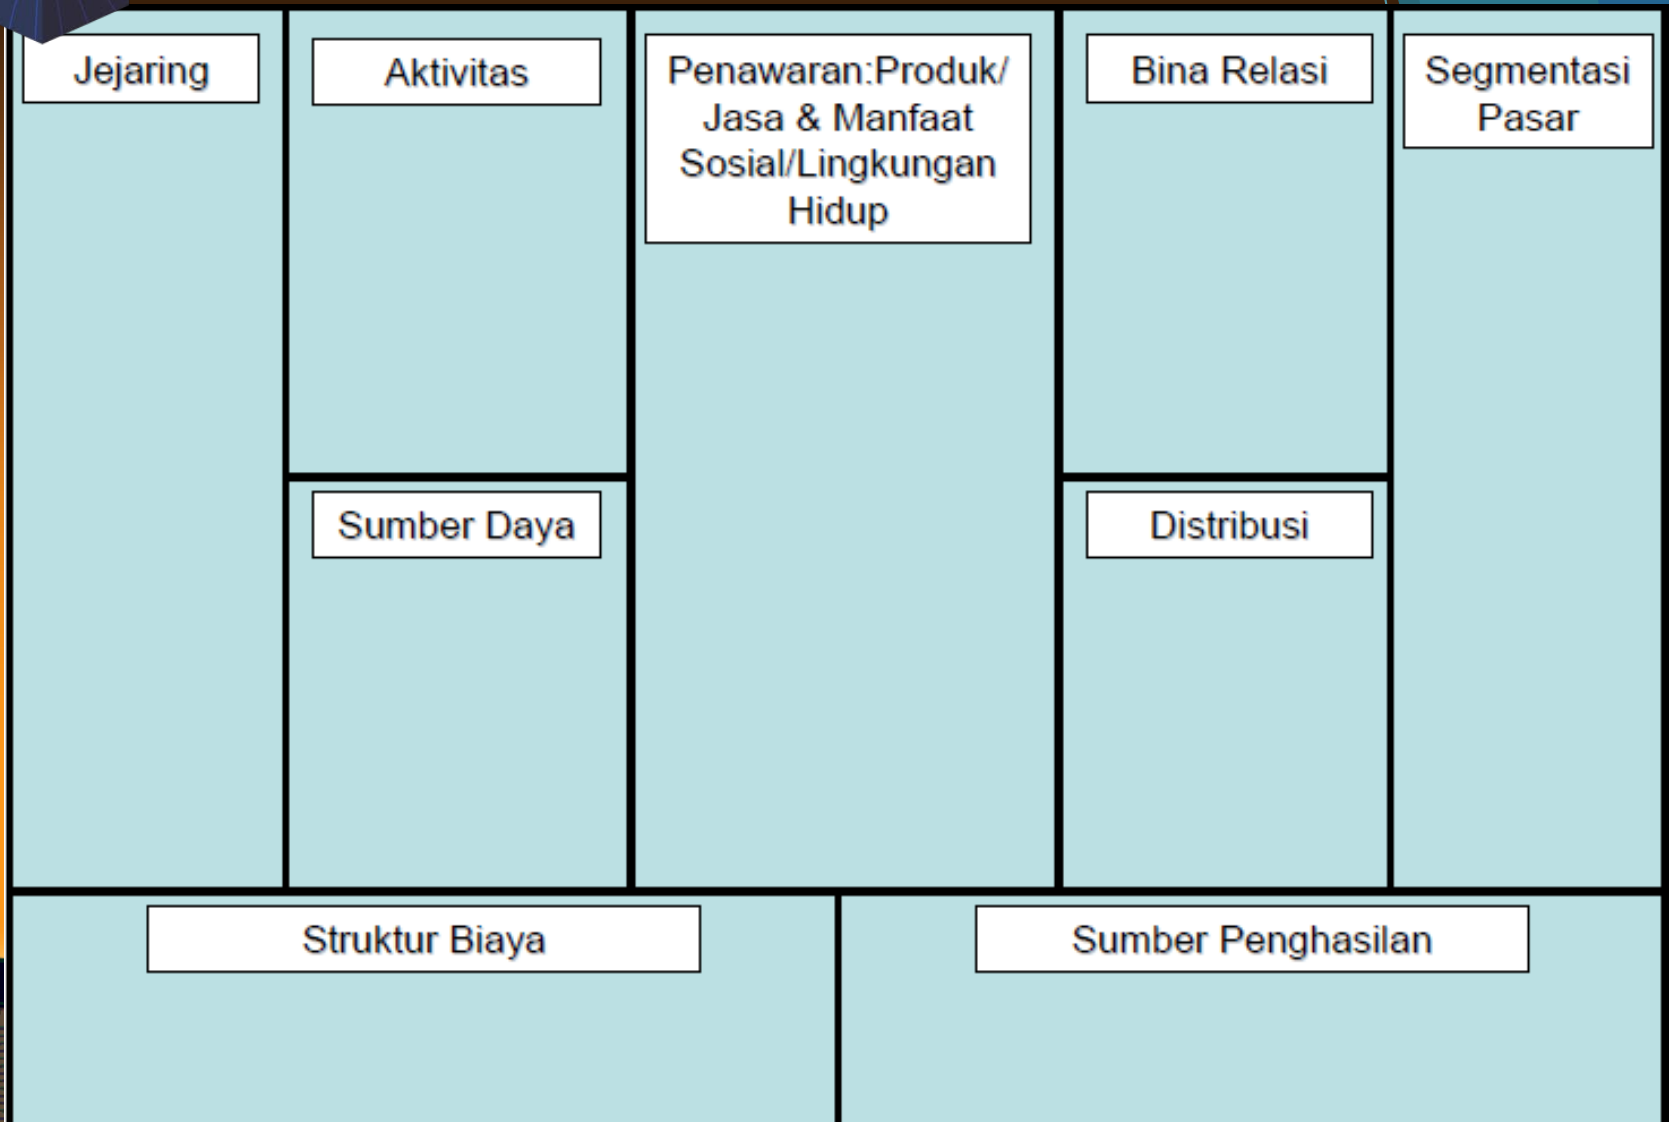 Jejaring
Aktivitas
Penawaran:Produk/
Jasa & Manfaat
Sosial/Lingkungan
Hidup
Bina Relasi
Segmentasi
Pasar
Sumber Daya
Distribusi
Struktur Biaya
Sumber Penghasilan